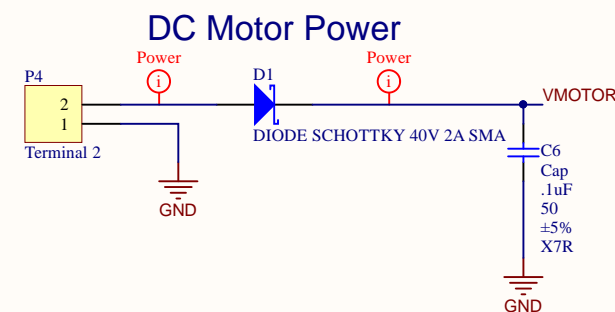 DC Motor Power
Power
Power
P4
D1
i
i
2
1
VMOTOR
DIODE SCHOTTKY 40V 2A SMA
Terminal 2
C6
Cap
.1uF
50
±5%
X7R
GND
GND